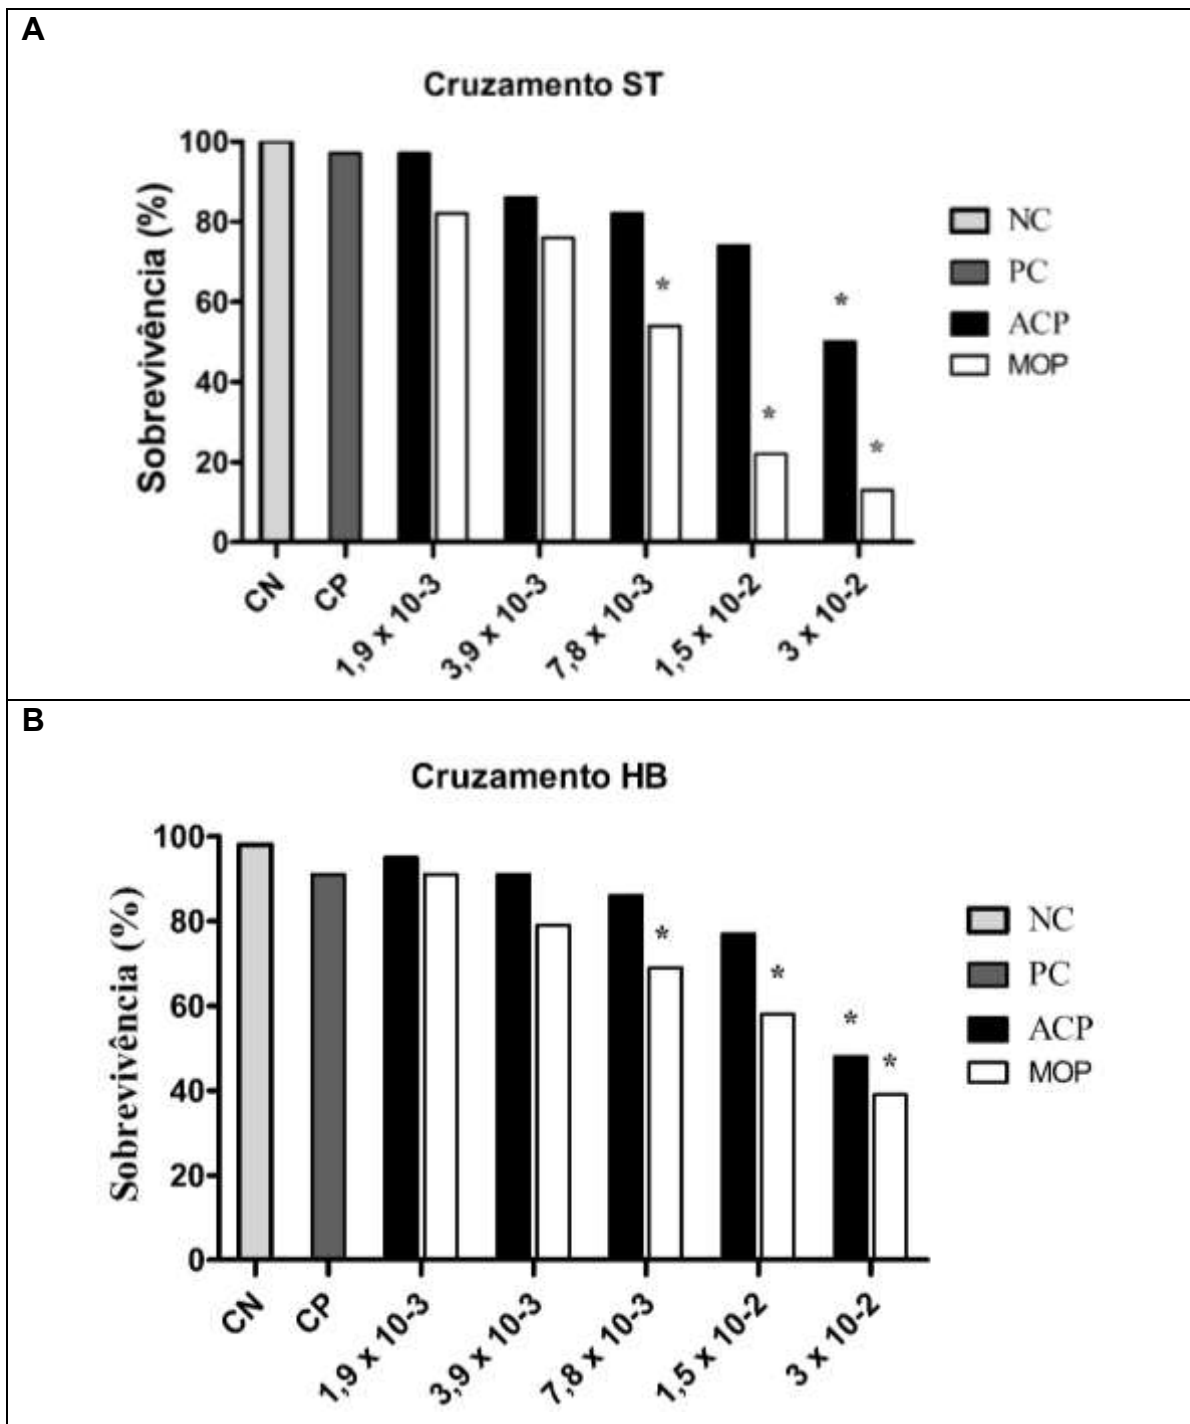 A
Cruzamento ST
Sobrevivência (%)
100
80
60
40
20
0
CN
CP
1,9 x 10-3
3,9 x 10-3
7,8 x 10-3
1,5 x 10-2
3 x 10-2
*
*
*
*
NC
PC
ACP
MOP
B
Cruzamento HB
Sobrevivência (%)
100
80
60
40
20
0
CN
CP
1,9 x 10-3
3,9 x 10-3
7,8 x 10-3
1,5 x 10-2
3 x 10-2
*
*
*
*
NC
PC
ACP
MOP